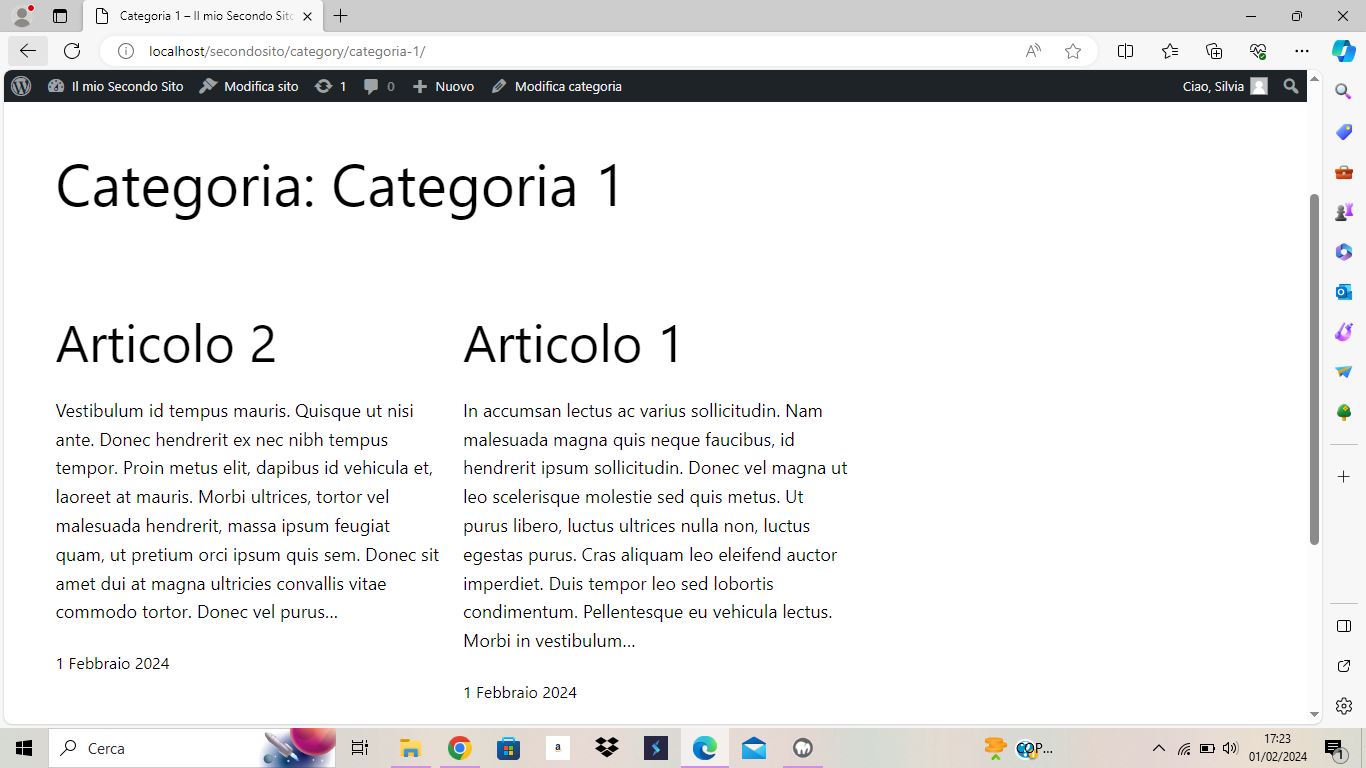 Categoria 1 – Il mio Secondo Sito
localhost/secondosito/category/categoria-1/
Il mio Secondo Sito
Modifica sito
1
0
Nuovo
Modifica categoria
Ciao, Silvia
Categoria: Categoria 1
Articolo 2
Vestibulum id tempus mauris. Quisque ut nisi
ante. Donec hendrerit ex nec nibh tempus
tempor. Proin metus elit, dapibus id vehicula et,
laoreet at mauris. Morbi ultrices, tortor vel
malesuada hendrerit, massa ipsum feugiat
quam, ut pretium orci ipsum quis sem. Donec sit
amet dui at magna ultricies convallis vitae
commodo tortor. Donec vel purus…
1 Febbraio 2024
Articolo 1
In accumsan lectus ac varius sollicitudin. Nam
malesuada magna quis neque faucibus, id
hendrerit ipsum sollicitudin. Donec vel magna ut
leo scelerisque molestie sed quis metus. Ut
purus libero, luctus ultrices nulla non, luctus
egestas purus. Cras aliquam leo eleifend auctor
imperdiet. Duis tempor leo sed lobortis
condimentum. Pellentesque eu vehicula lectus.
Morbi in vestibulum…
1 Febbraio 2024
Cerca
a
17:23
01/02/2024
1